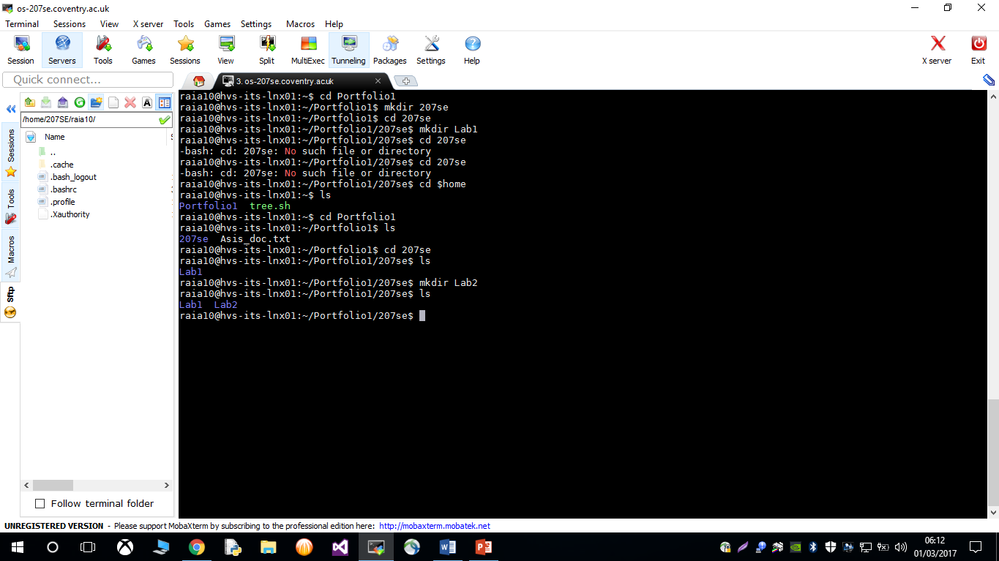 os-207se.coventry.ac.uk
Terminal Sessions View X server Tools Games Settings Macros Help
Session Servers Tools Games Sessions View Split MultiExec Tunneling Packages Settings Help X server Exit
Quick connect...
3. os-207se.coventry.ac.uk
/home/207SE/raia10/
Name
..
.cache
.bash_logout
.bashrc
.profile
.Xauthority
Sessions
Tools
Macros
Sftp
Follow terminal folder
raia10@hvs-its-lnx01:~$ cd Portfolio1
raia10@hvs-its-lnx01:~/Portfolio1$ mkdir 207se
raia10@hvs-its-lnx01:~/Portfolio1$ cd 207se
raia10@hvs-its-lnx01:~/Portfolio1/207se$ mkdir Lab1
raia10@hvs-its-lnx01:~/Portfolio1/207se$ cd 207se
-bash: cd: 207se: No such file or directory
raia10@hvs-its-lnx01:~/Portfolio1/207se$ cd 207se
-bash: cd: 207se: No such file or directory
raia10@hvs-its-lnx01:~/Portfolio1/207se$ cd $home
raia10@hvs-its-lnx01:~$ ls
Portfolio1 tree.sh
raia10@hvs-its-lnx01:~$ cd Portfolio1
raia10@hvs-its-lnx01:~/Portfolio1$ ls
207se Asis_doc.txt
raia10@hvs-its-lnx01:~/Portfolio1$ cd 207se
raia10@hvs-its-lnx01:~/Portfolio1/207se$ ls
Lab1
raia10@hvs-its-lnx01:~/Portfolio1/207se$ mkdir Lab2
raia10@hvs-its-lnx01:~/Portfolio1/207se$ ls
Lab1 Lab2
raia10@hvs-its-lnx01:~/Portfolio1/207se$
UNREGISTERED VERSION - Please support MobaXterm by subscribing to the professional edition here: http://mobaxterm.mobatek.net
06:12
01/03/2017